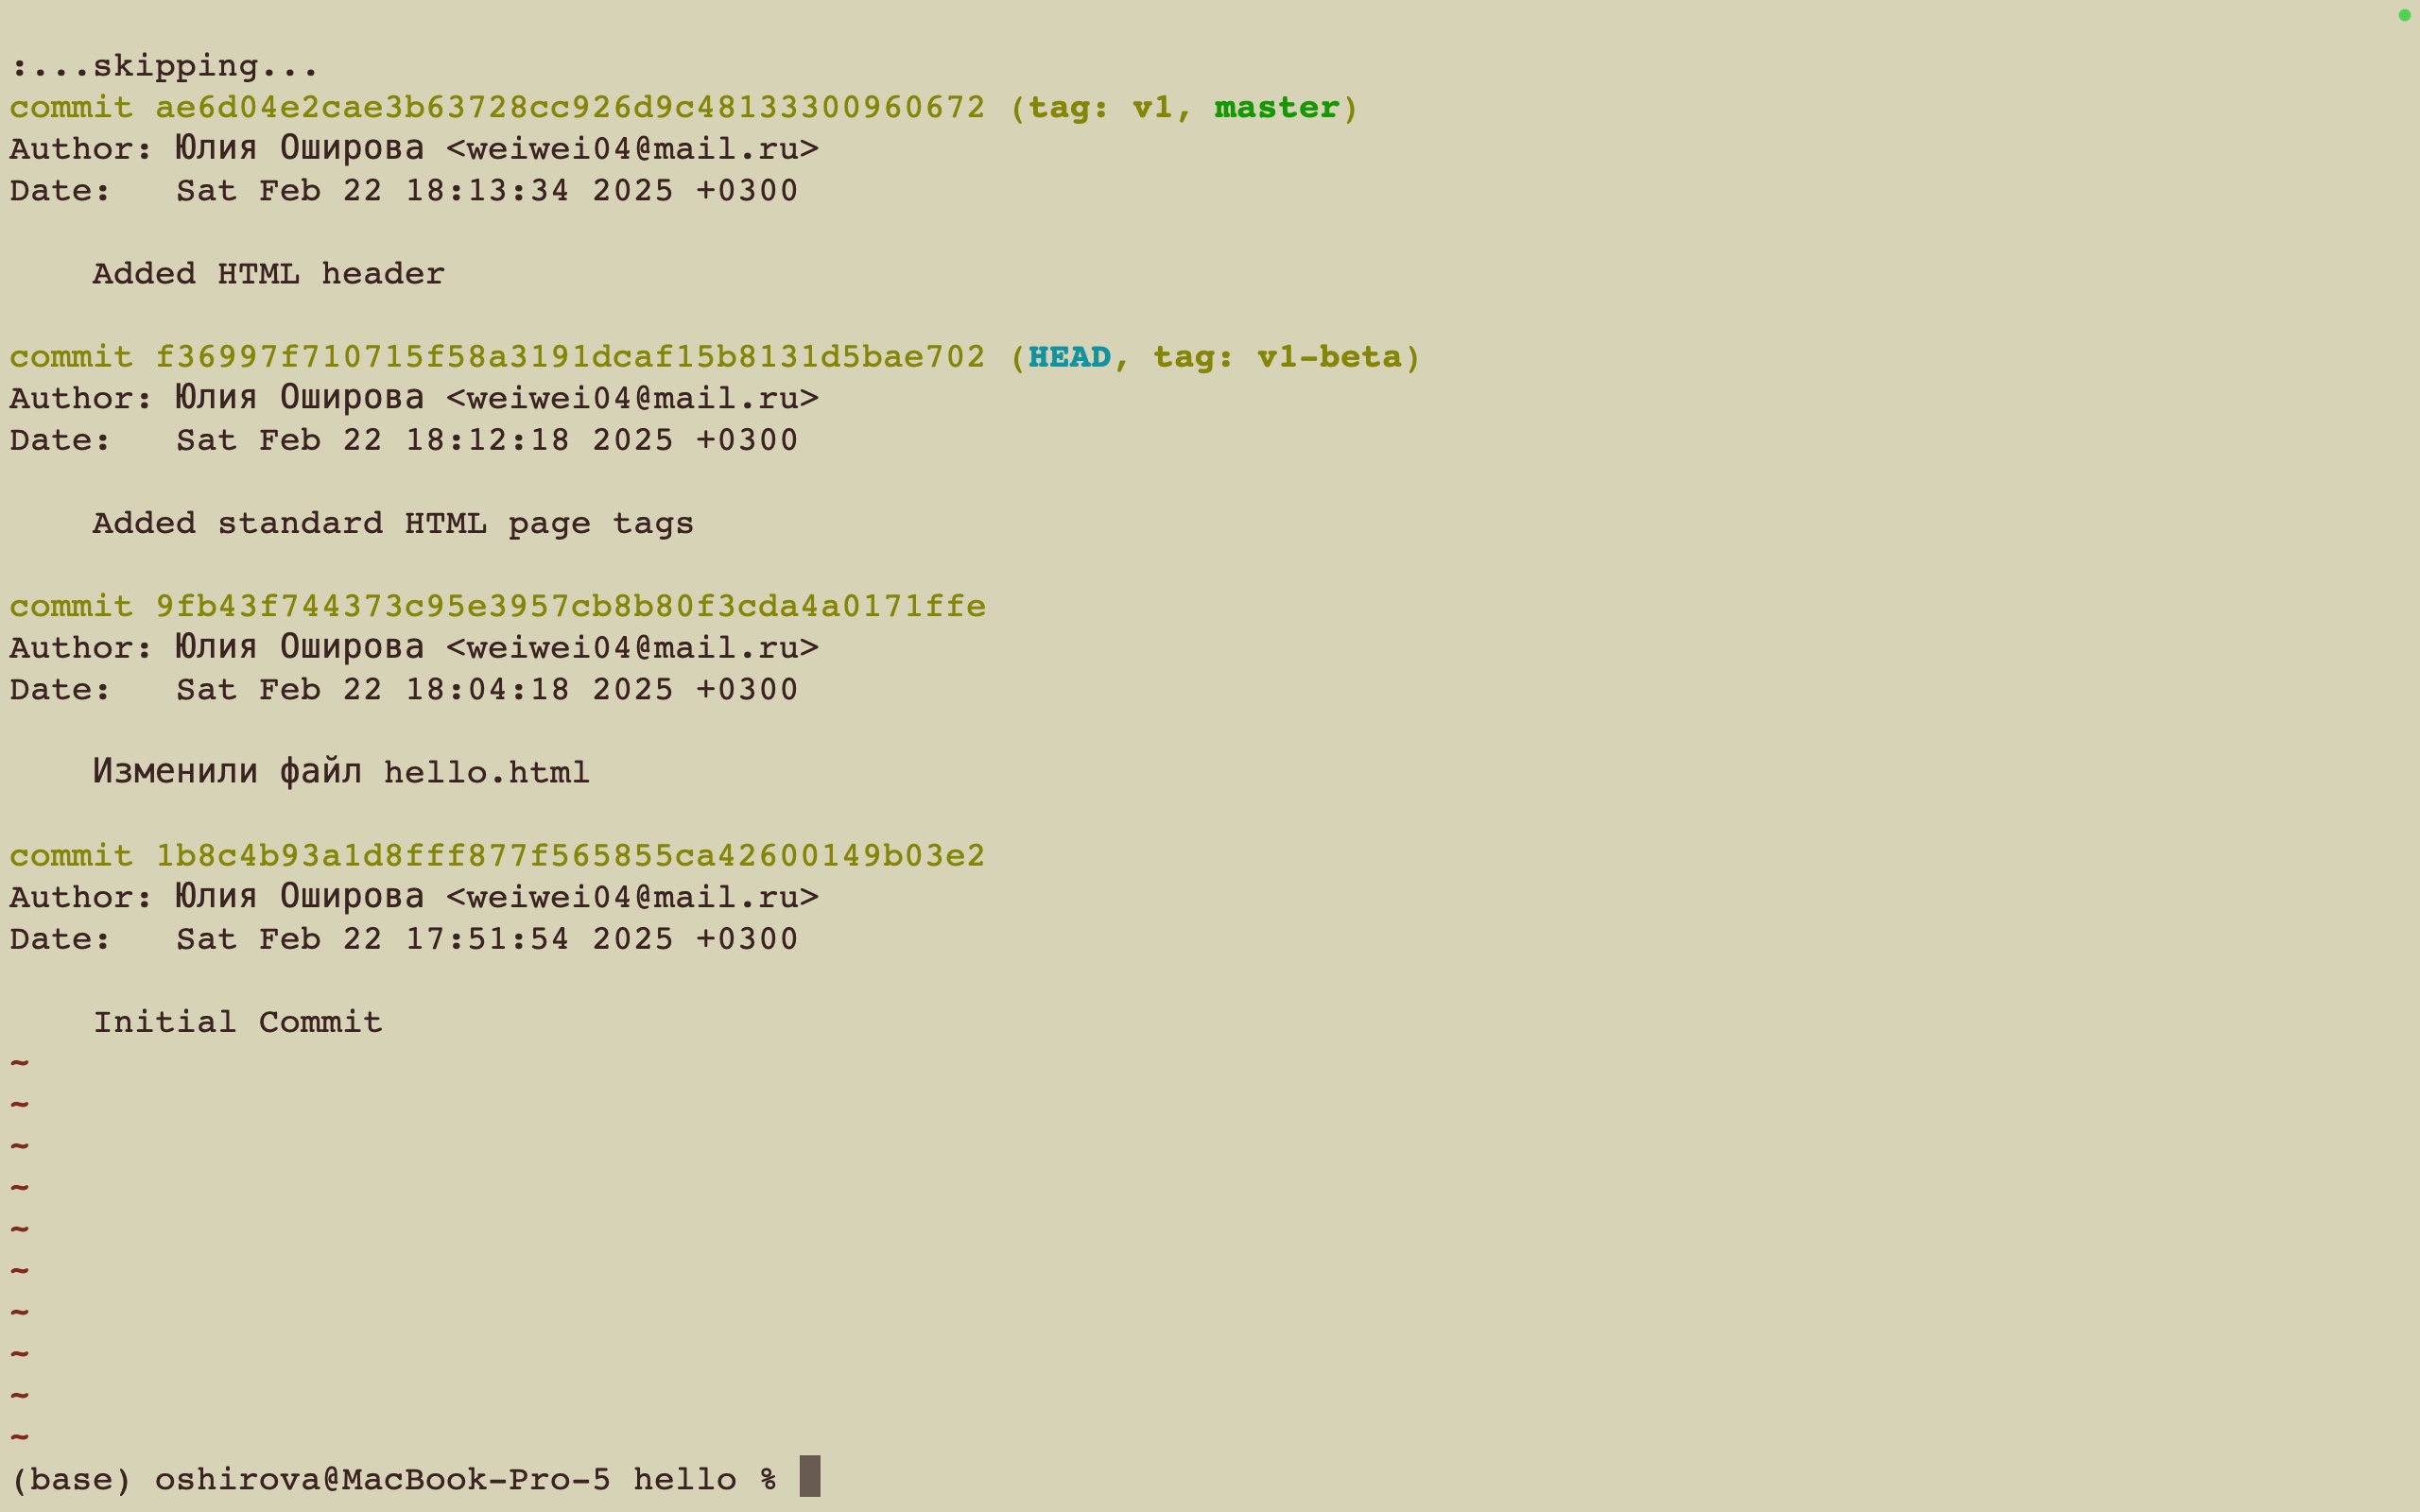 :...skipping...
commit ae6d04e2cae3b63728cc926d9c48133300960672 (tag: v1, master)
Author: Юлия Оширова <weiwei04@mail.ru>
Date:   Sat Feb 22 18:13:34 2025 +0300
    Added HTML header
commit f36997f710715f58a3191dcaf15b8131d5bae702 (HEAD, tag: v1-beta)
Author: Юлия Оширова <weiwei04@mail.ru>
Date:   Sat Feb 22 18:12:18 2025 +0300
    Added standard HTML page tags
commit 9fb43f744373c95e3957cb8b80f3cda4a0171ffe
Author: Юлия Оширова <weiwei04@mail.ru>
Date:   Sat Feb 22 18:04:18 2025 +0300
    Изменили файл hello.html
commit 1b8c4b93a1d8fff877f565855ca42600149b03e2
Author: Юлия Оширова <weiwei04@mail.ru>
Date:   Sat Feb 22 17:51:54 2025 +0300
    Initial Commit
~
~
~
~
~
~
~
~
~
~
(base) oshirova@MacBook-Pro-5 hello %